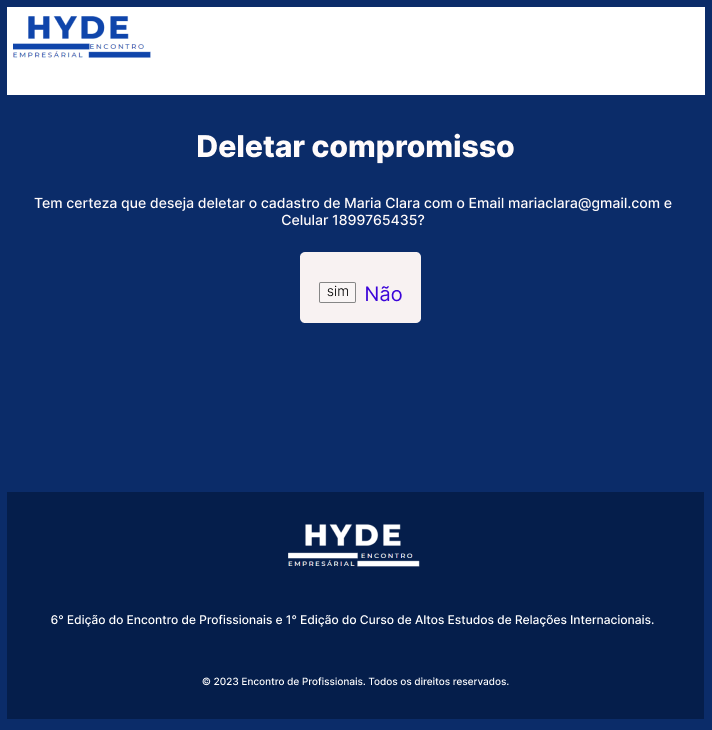 HYDE
ENCONTRO
EMPRESÁRIAL
Deletar compromisso
Tem certeza que deseja deletar o cadastro de Maria Clara com o Email mariaclara@gmail.com e
Celular 1899765435?
sim Não
HYDE
ENCONTRO
EMPRESÁRIAL
6° Edição do Encontro de Profissionais e 1° Edição do Curso de Altos Estudos de Relações Internacionais.
© 2023 Encontro de Profissionais. Todos os direitos reservados.